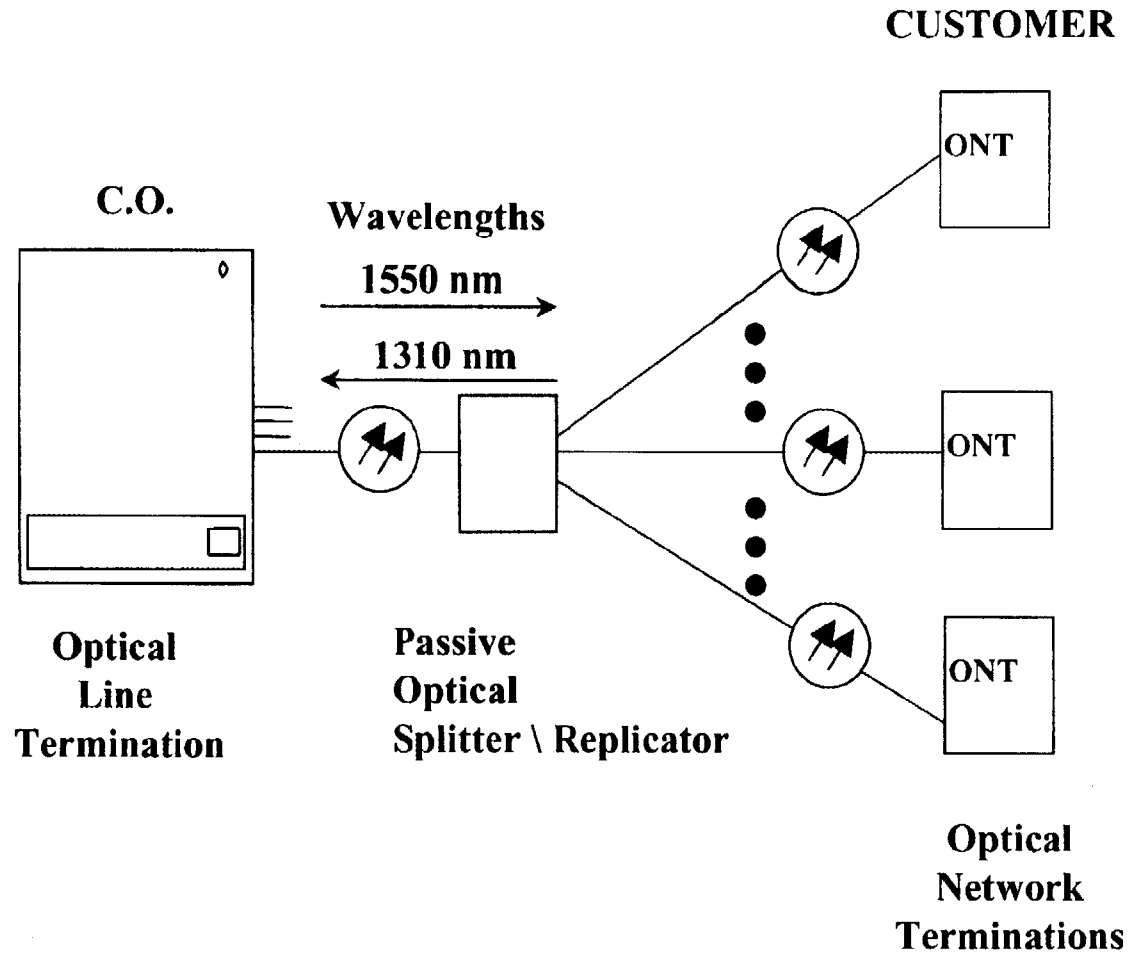 CUSTOMER
ONT
C.O.
Wavelengths
1550 nm
1310 nm
ONT
ONT
Optical
Line
Termination
Passive
Optical
Splitter \ Replicator
Optical
Network
Terminations